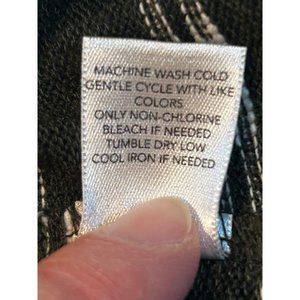 MACHINE WASH COLD
GENTLE CYCLE WITH LIKE
COLORS
ONLY NON-CHLORINE
BLEACH IF NEEDED
TUMBLE DRY LOW
COOL IRON IF NEEDED